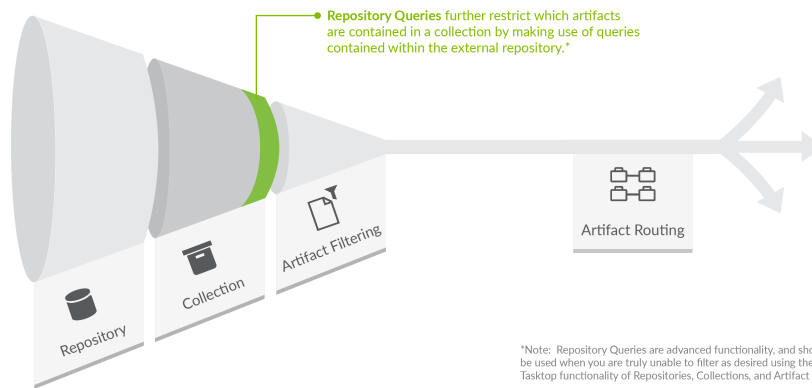 Repository Queries further restrict which artifacts
are contained in a collection by making use of queries
contained within the external repository.*
Repository
Collection
Artifact Filtering
Artifact Routing
*Note: Repository Queries are advanced functionality, and
be used when you are truly unable to filter as desired using the
Tasktop functionality of Repositories, Collections, and Artifact